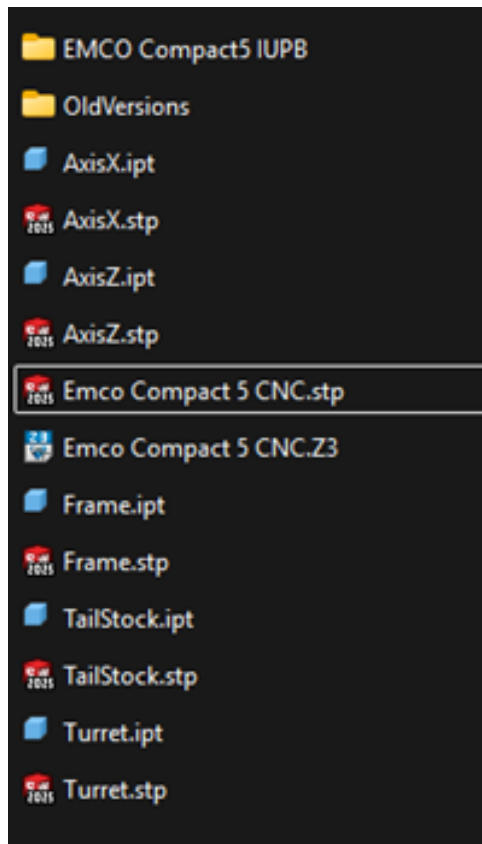 EMCO Compact5 IUPB
OldVersions
AxisX.ipt
AxisX.stp
AxisZ.ipt
AxisZ.stp
Emco Compact 5 CNC.stp
Emco Compact 5 CNC.Z3
Frame.ipt
Frame.stp
TailStock.ipt
TailStock.stp
Turret.ipt
Turret.stp